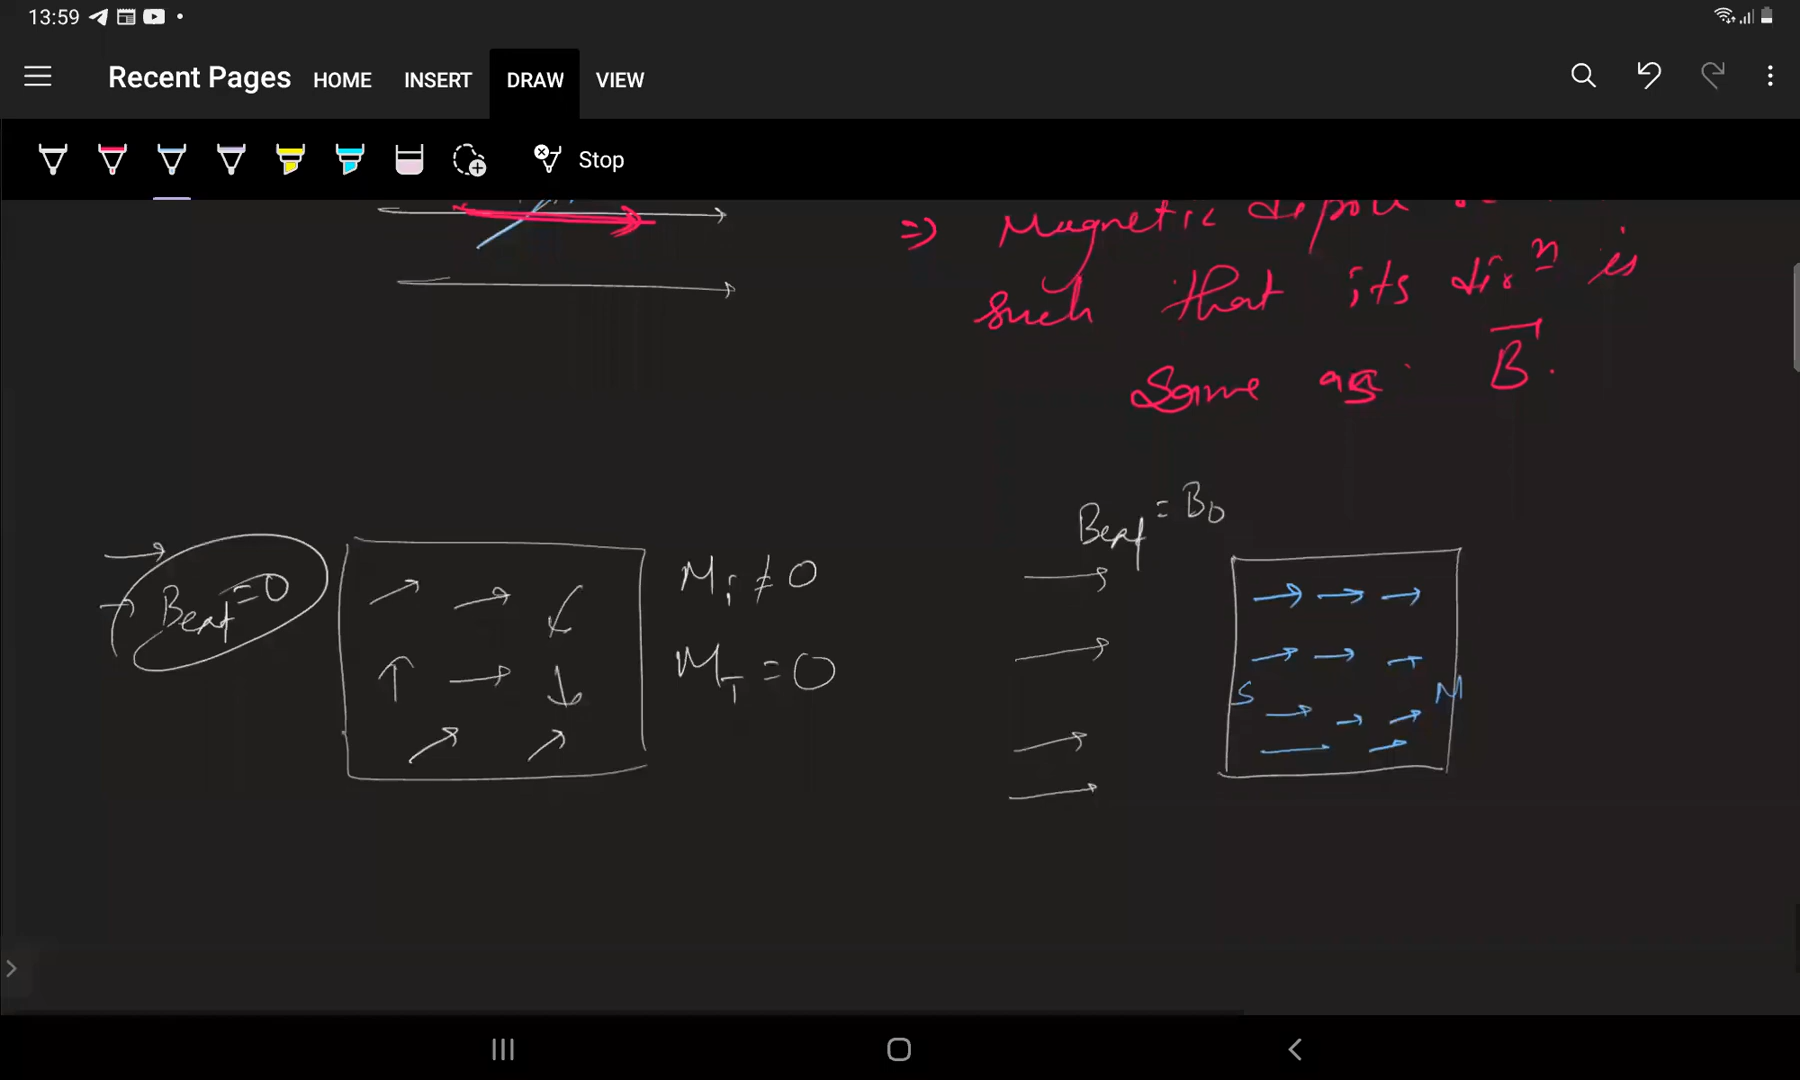 13:59
Recent Pages HOME INSERT DRAW VIEW
Stop
⇒ Magnetic
such that its dirⁿ is
Same as B⃗.
Bext = 0
Mi ≠ 0
MT = 0
Bext = B0
S N